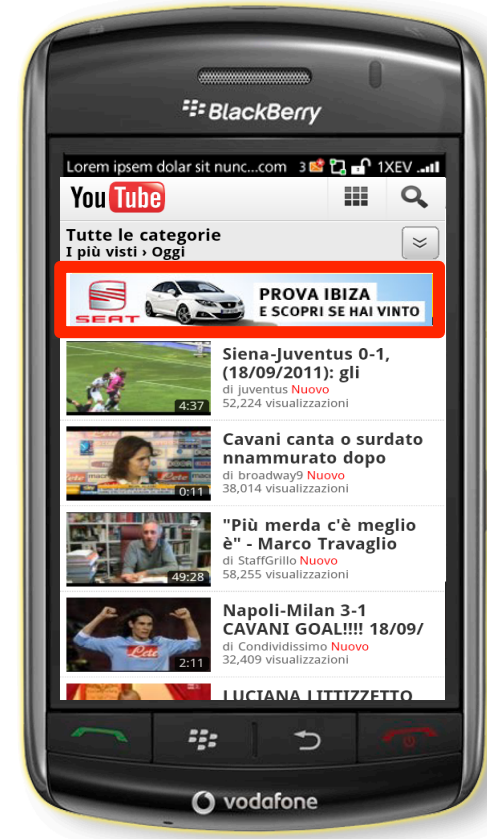 BlackBerry
Lorem ipsem dolar sit nunc...com 3 1XEV
YouTube
Tutte le categorie
I più visti › Oggi
SEAT
PROVA IBIZA
E SCOPRI SE HAI VINTO
4:37
Siena-Juventus 0-1,
(18/09/2011): gli
di juventus Nuovo
52,224 visualizzazioni
0:11
Cavani canta o surdato
nnammurato dopo
di broadway9 Nuovo
38,014 visualizzazioni
49:28
"Più merda c'è meglio
è" - Marco Travaglio
di StaffGrillo Nuovo
58,255 visualizzazioni
Lete
2:11
Napoli-Milan 3-1
CAVANI GOAL!!!! 18/09/
di Condividissimo Nuovo
32,409 visualizzazioni
LUCIANA LITTIZZETTO
vodafone